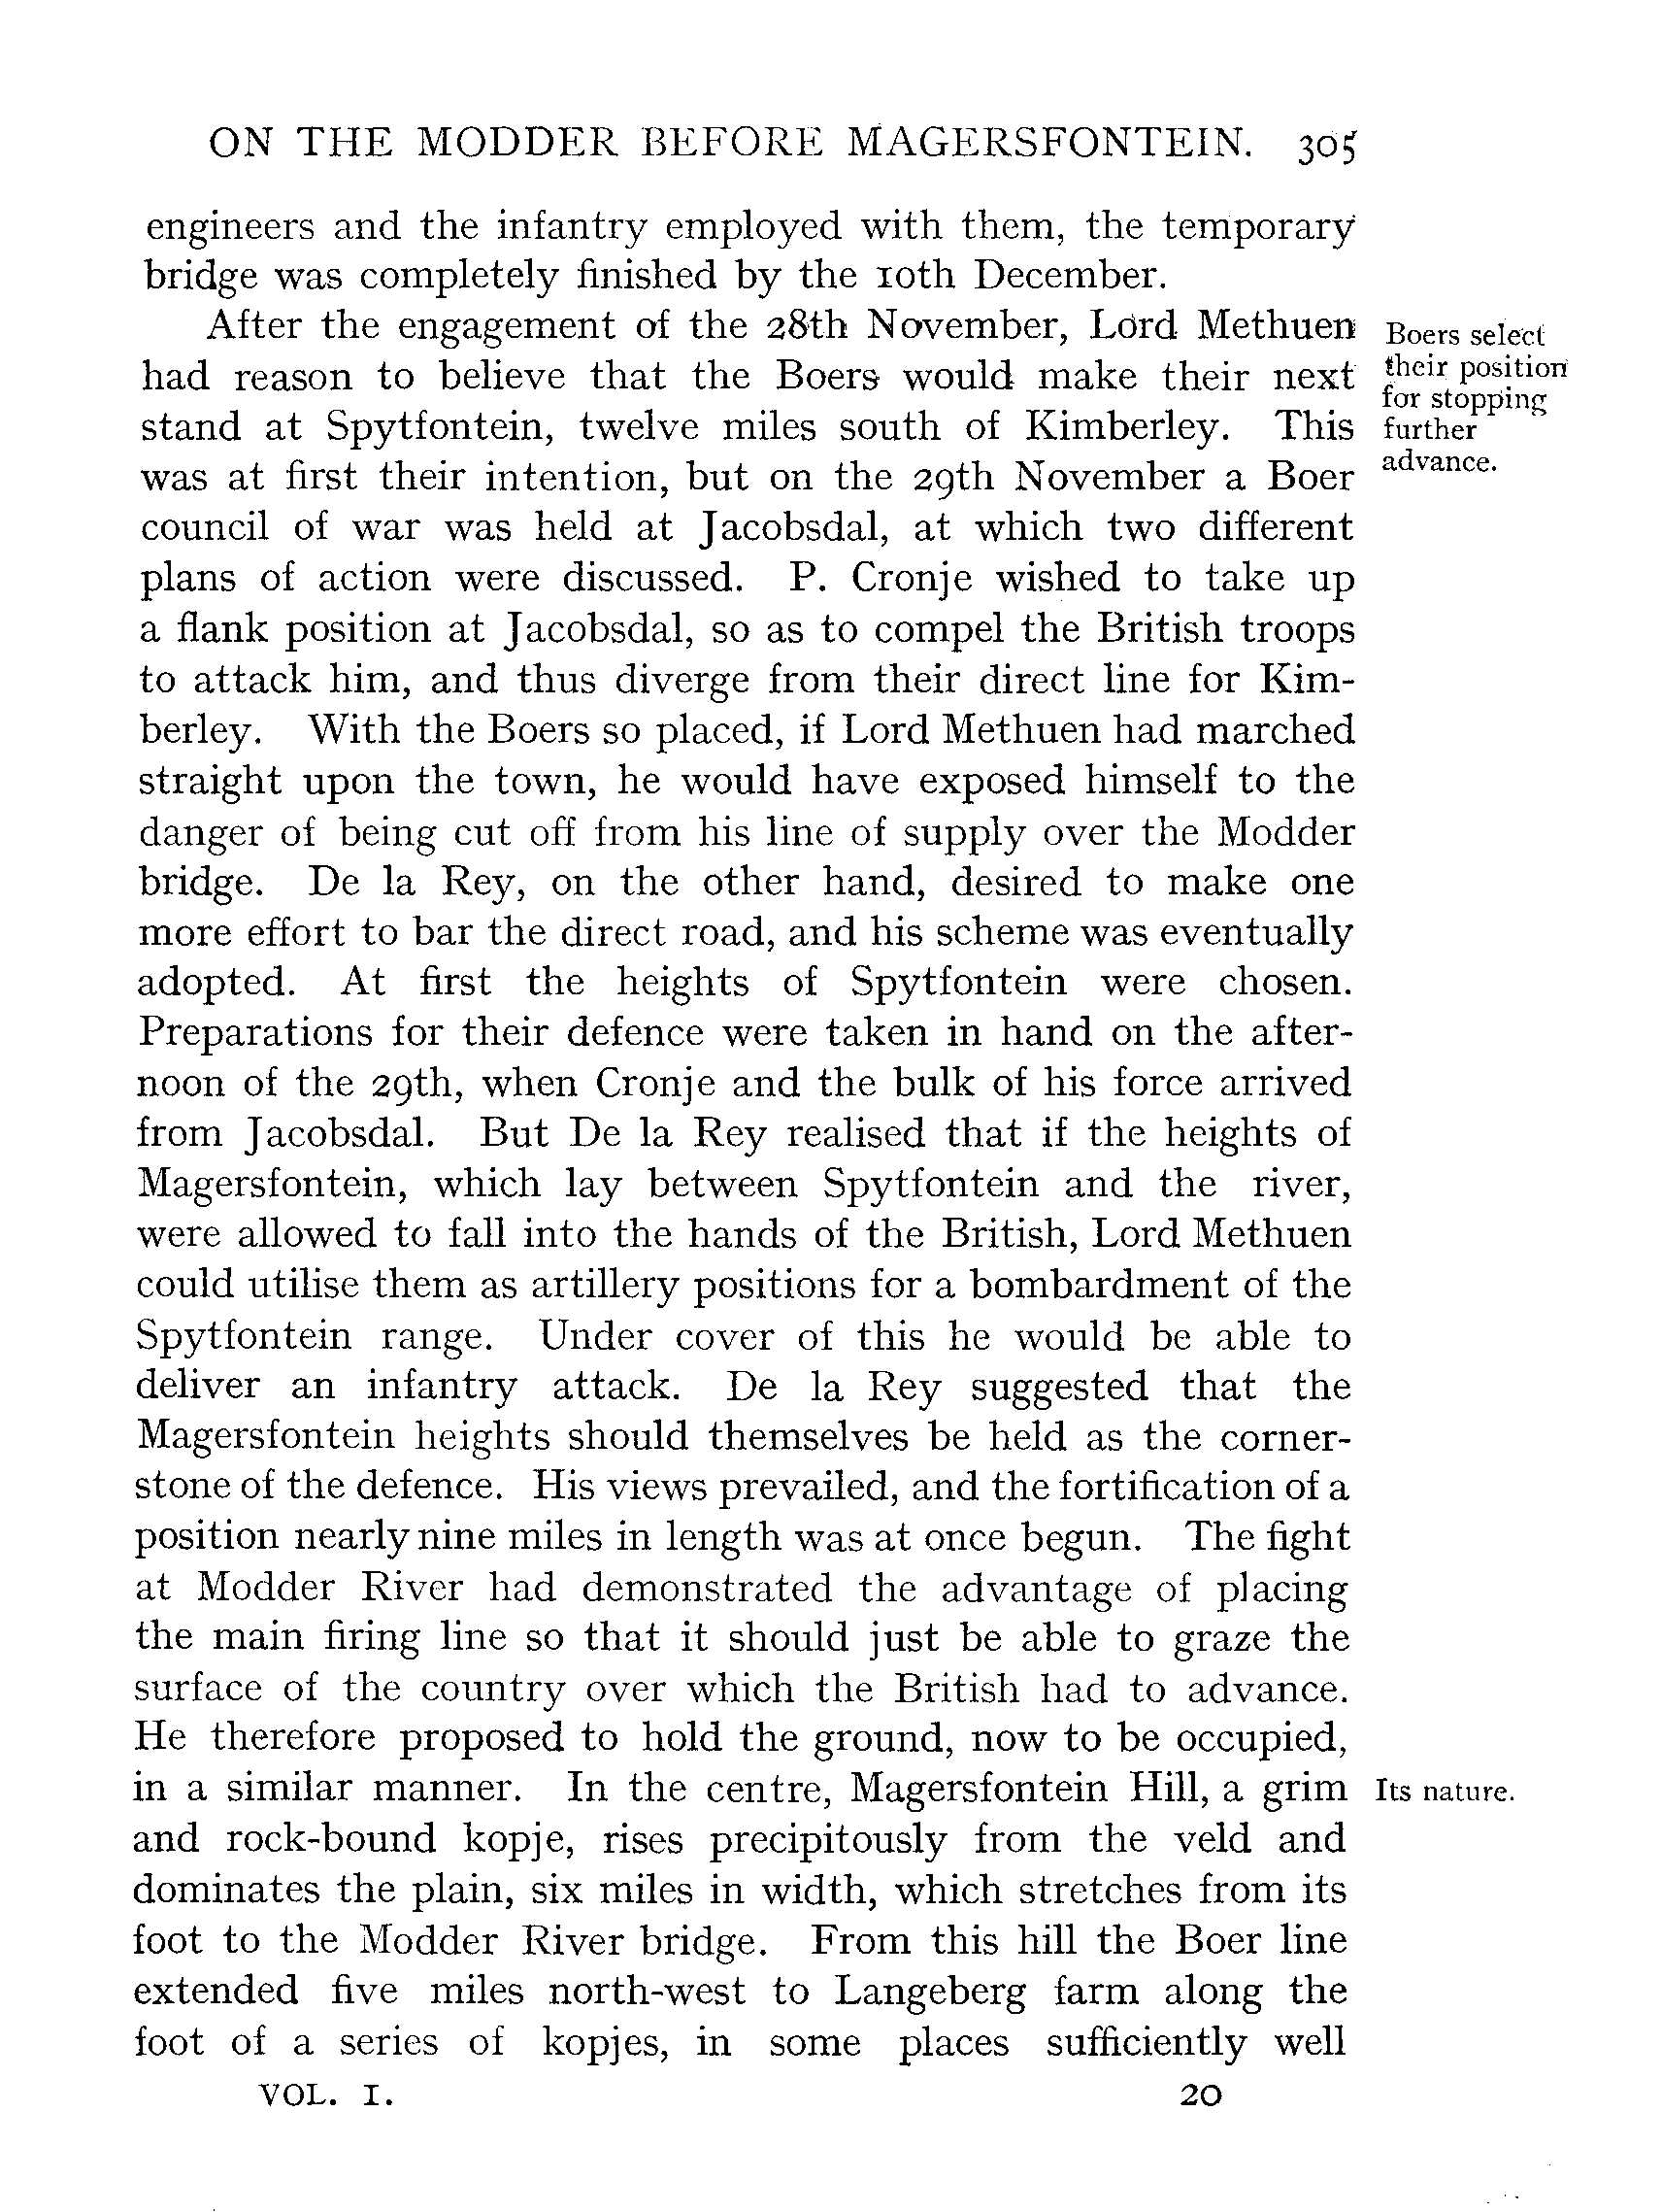 ON THE MODDER BEFORE MAGERSFONTEIN. 305
engineers and the infantry employed with them, the temporary
bridge was completely finished by the 10th December.
After the engagement of the 28th November, Lord Methuen
had reason to believe that the Boers would make their next
stand at Spytfontein, twelve miles south of Kimberley. This
was at first their intention, but on the 29th November a Boer
council of war was held at Jacobsdal, at which two different
plans of action were discussed. P. Cronje wished to take up
a flank position at Jacobsdal, so as to compel the British troops
to attack him, and thus diverge from their direct line for Kim-
berley. With the Boers so placed, if Lord Methuen had marched
straight upon the town, he would have exposed himself to the
danger of being cut off from his line of supply over the Modder
bridge. De la Rey, on the other hand, desired to make one
more effort to bar the direct road, and his scheme was eventually
adopted. At first the heights of Spytfontein were chosen.
Preparations for their defence were taken in hand on the after-
noon of the 29th, when Cronje and the bulk of his force arrived
from Jacobsdal. But De la Rey realised that if the heights of
Magersfontein, which lay between Spytfontein and the river,
were allowed to fall into the hands of the British, Lord Methuen
could utilise them as artillery positions for a bombardment of the
Spytfontein range. Under cover of this he would be able to
deliver an infantry attack. De la Rey suggested that the
Magersfontein heights should themselves be held as the corner-
stone of the defence. His views prevailed, and the fortification of a
position nearly nine miles in length was at once begun. The fight
at Modder River had demonstrated the advantage of placing
the main firing line so that it should just be able to graze the
surface of the country over which the British had to advance.
He therefore proposed to hold the ground, now to be occupied,
in a similar manner. In the centre, Magersfontein Hill, a grim
and rock-bound kopje, rises precipitously from the veld and
dominates the plain, six miles in width, which stretches from its
foot to the Modder River bridge. From this hill the Boer line
extended five miles north-west to Langeberg farm along the
foot of a series of kopjes, in some places sufficiently well
VOL. I. 20
Boers select
their position
for stopping
further
advance.
Its nature.